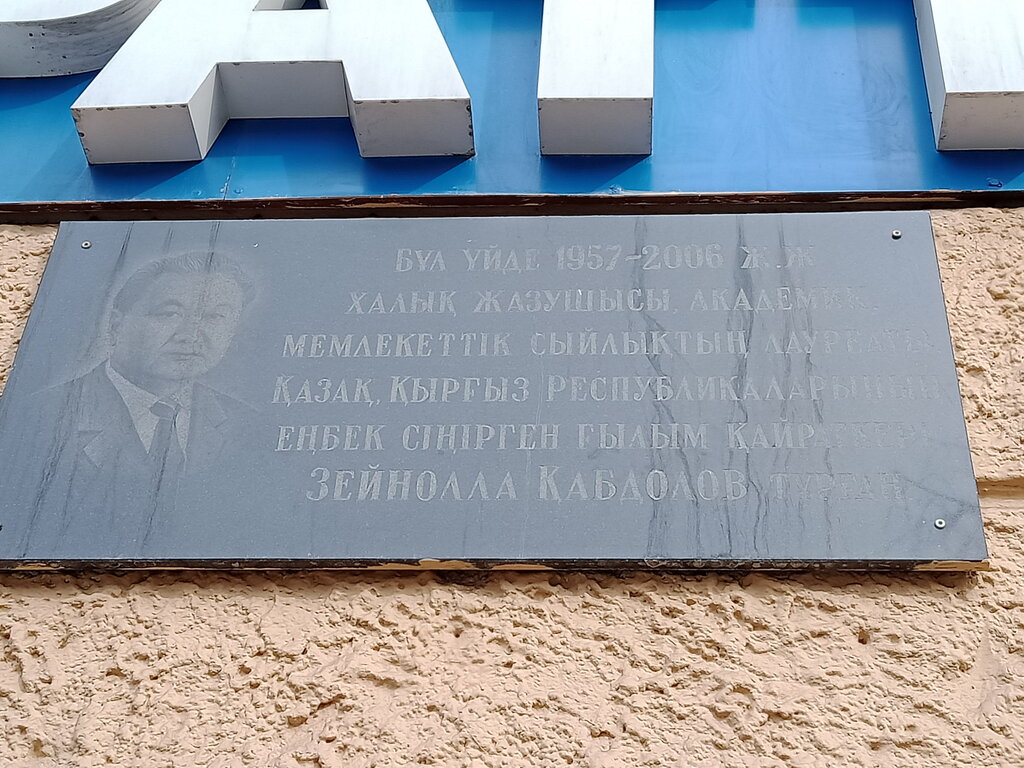 БҰЛ ҮЙДЕ 1957-2006 Ж.Ж
ХАЛЫҚ ЖАЗУШЫСЫ, АКАДЕМИК,
МЕМЛЕКЕТТІК СЫЙЛЫҚТЫҢ ЛАУРЕАТЫ
ҚАЗАҚ, ҚЫРҒЫЗ РЕСПУБЛИКАЛАРЫНЫҢ
ЕҢБЕК СІҢІРГЕН ҒЫЛЫМ ҚАЙРАТКЕРІ
ЗЕЙНОЛЛА ҚАБДОЛОВ ТҰРҒАН